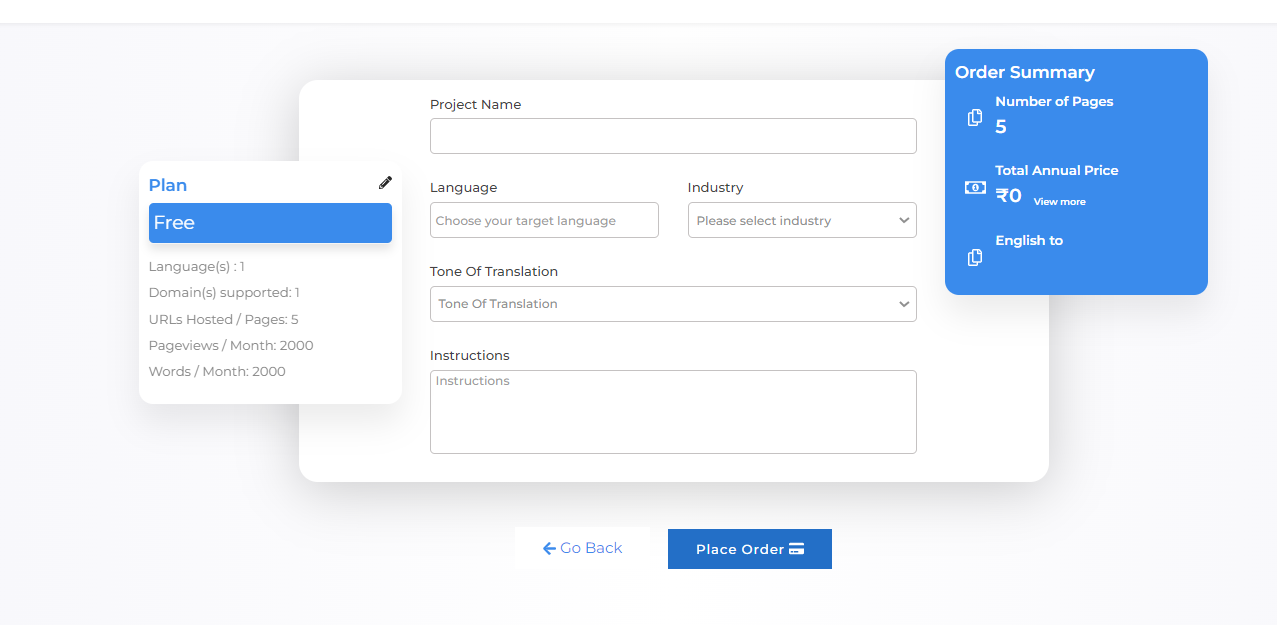 Project Name
Language
Industry
Choose your target language
Please select industry
Tone Of Translation
Tone Of Translation
Instructions
Instructions
Plan
Free
Language(s) : 1
Domain(s) supported: 1
URLs Hosted / Pages: 5
Pageviews / Month: 2000
Words / Month: 2000
Order Summary
Number of Pages
5
Total Annual Price
₹0 View more
English to
Go Back
Place Order